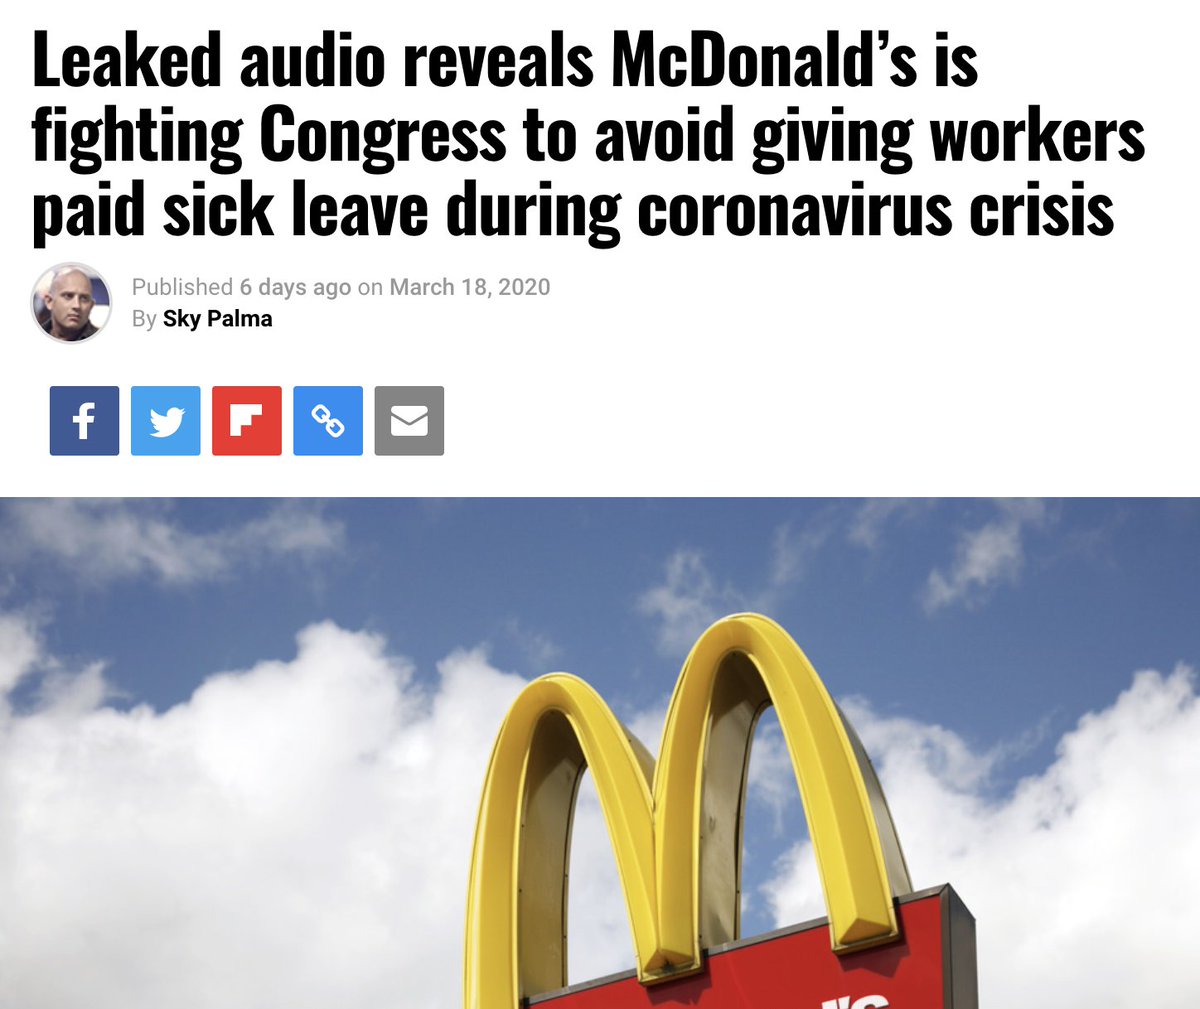 Leaked audio reveals McDonald’s is
fighting Congress to avoid giving workers
paid sick leave during coronavirus crisis
Published 6 days ago on March 18, 2020
By Sky Palma